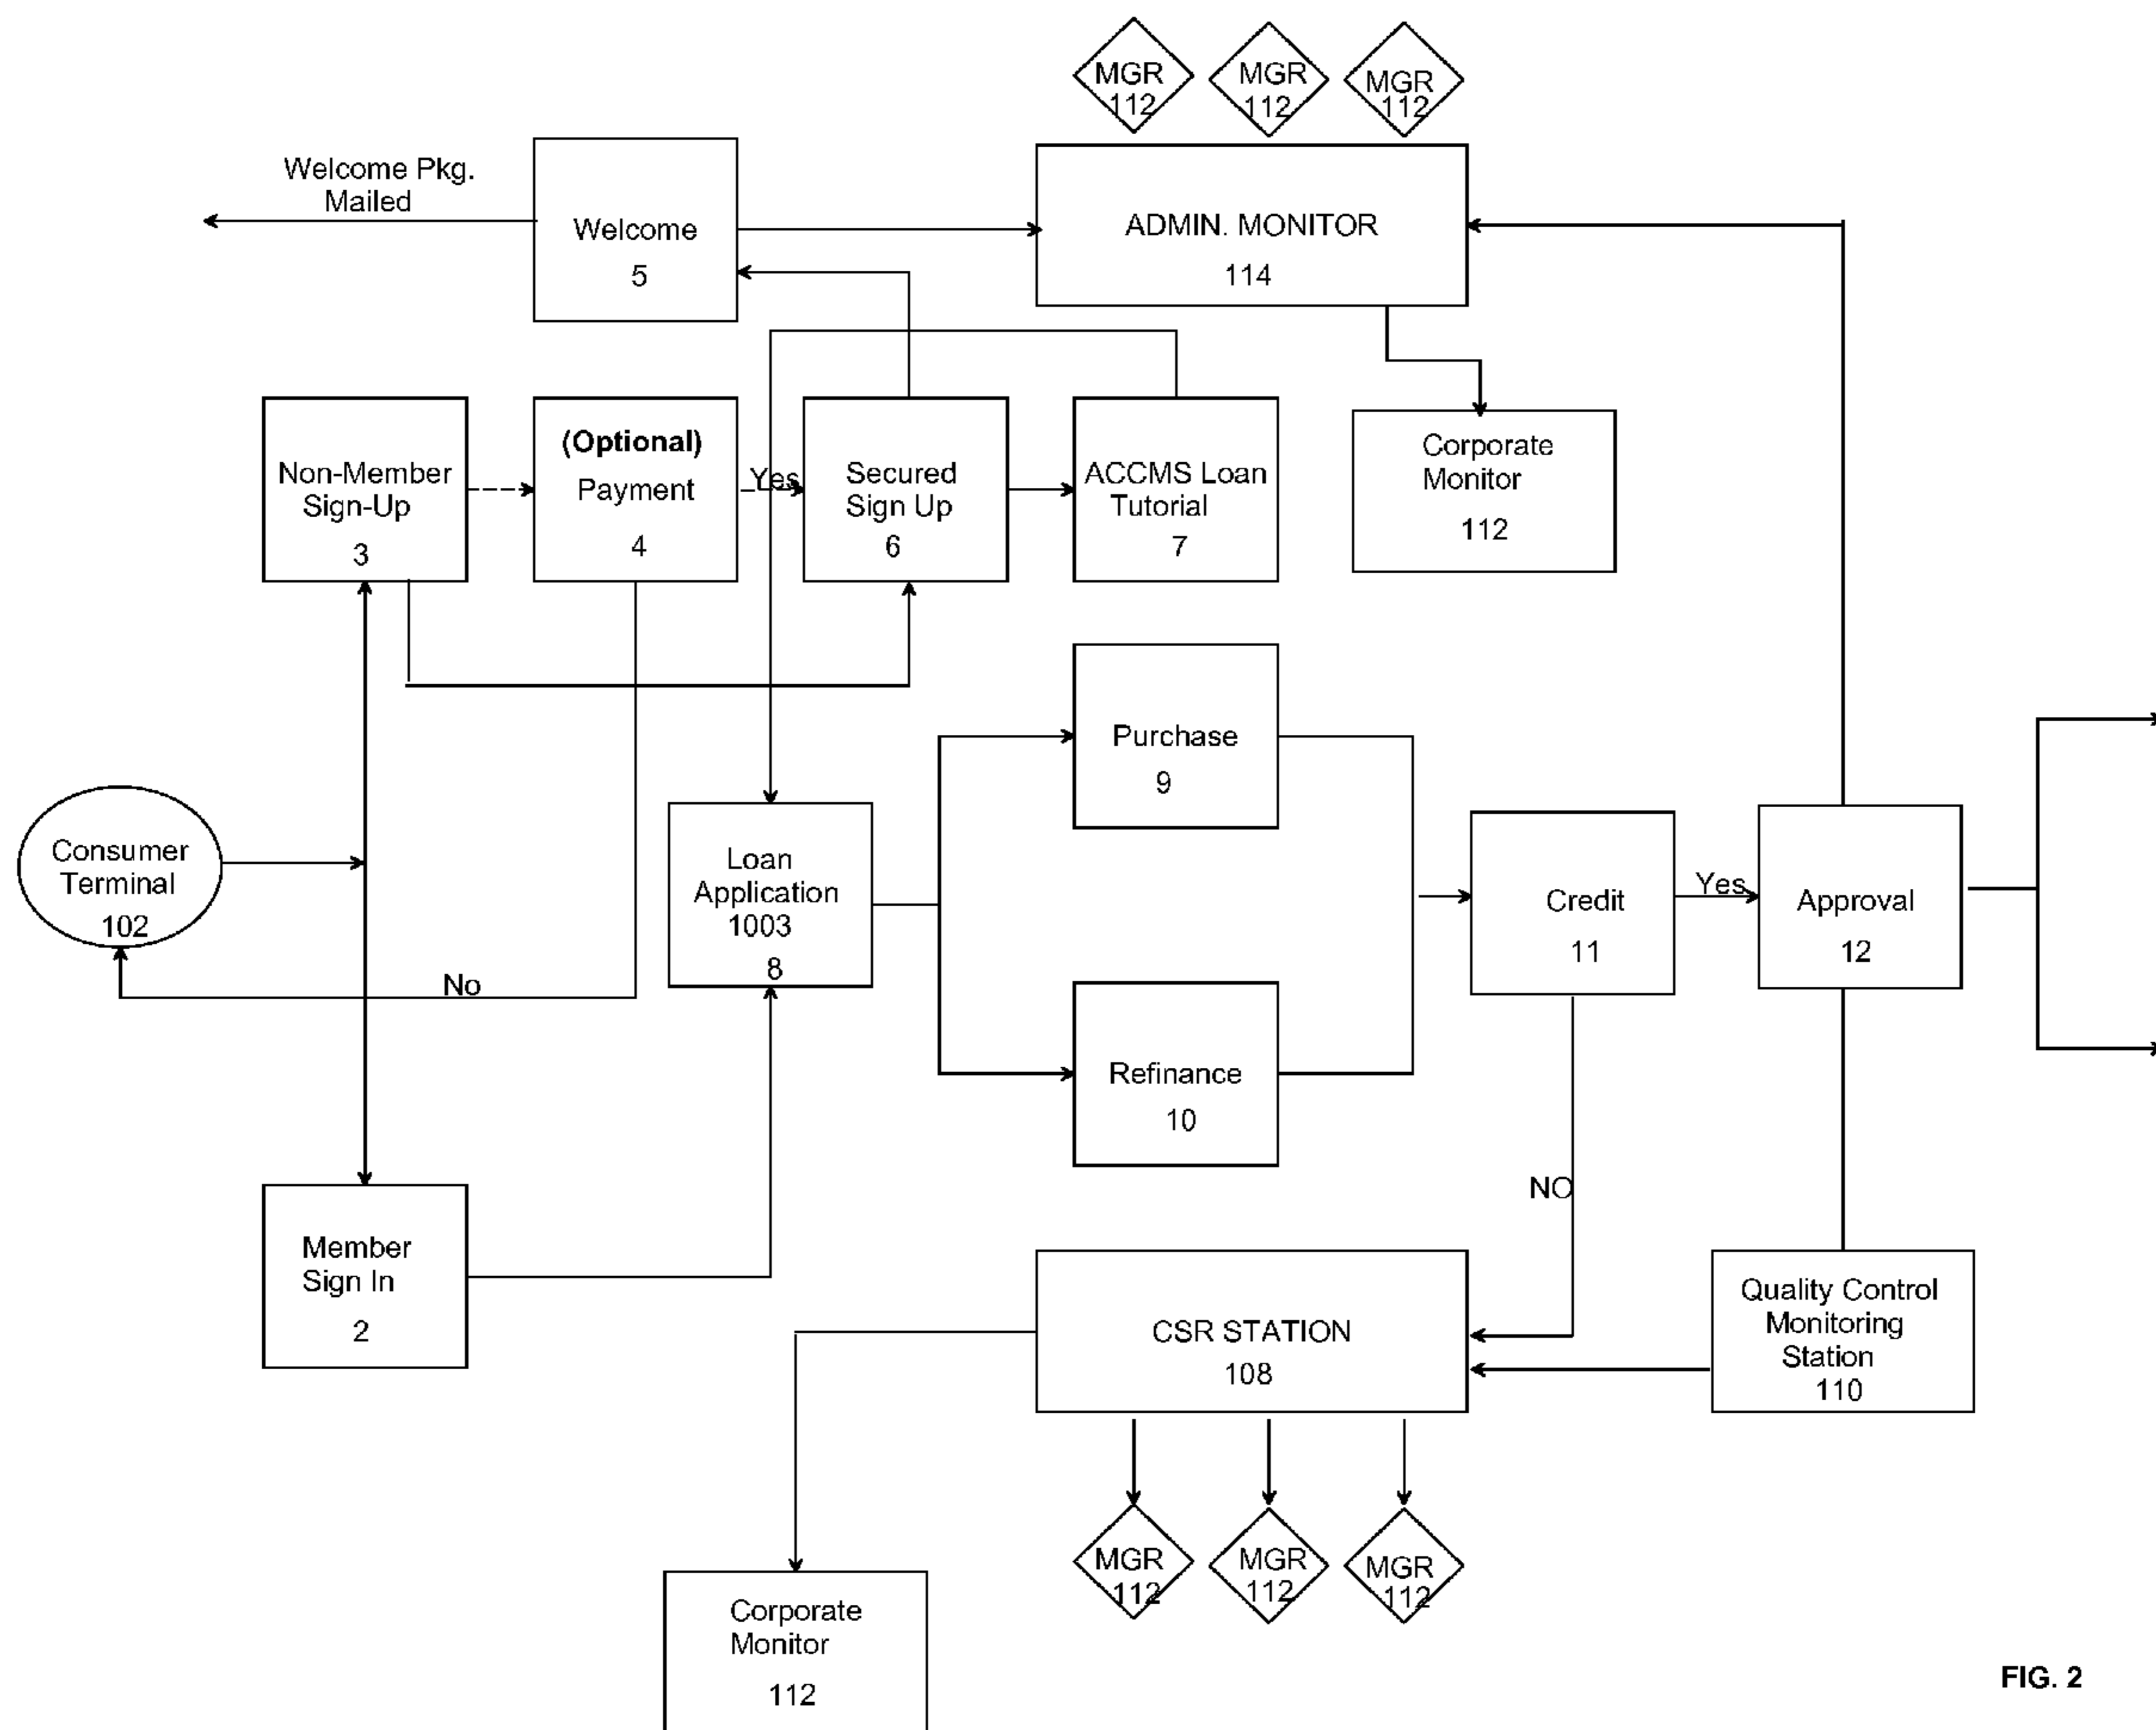 MGR
112
MGR
112
MGR
112
Welcome Pkg.
Mailed
Welcome
5
ADMIN. MONITOR
114
Non-Member
Sign-Up
3
(Optional)
Payment
4
Yes
Secured
Sign Up
6
ACCMS Loan
Tutorial
7
Corporate
Monitor
112
Purchase
9
Consumer
Terminal
102
Loan
Application
1003
8
Credit
11
Yes
Approval
12
No
Refinance
10
NO
Member
Sign In
2
CSR STATION
108
Quality Control
Monitoring
Station
110
MGR
112
MGR
112
MGR
112
Corporate
Monitor
112
FIG. 2